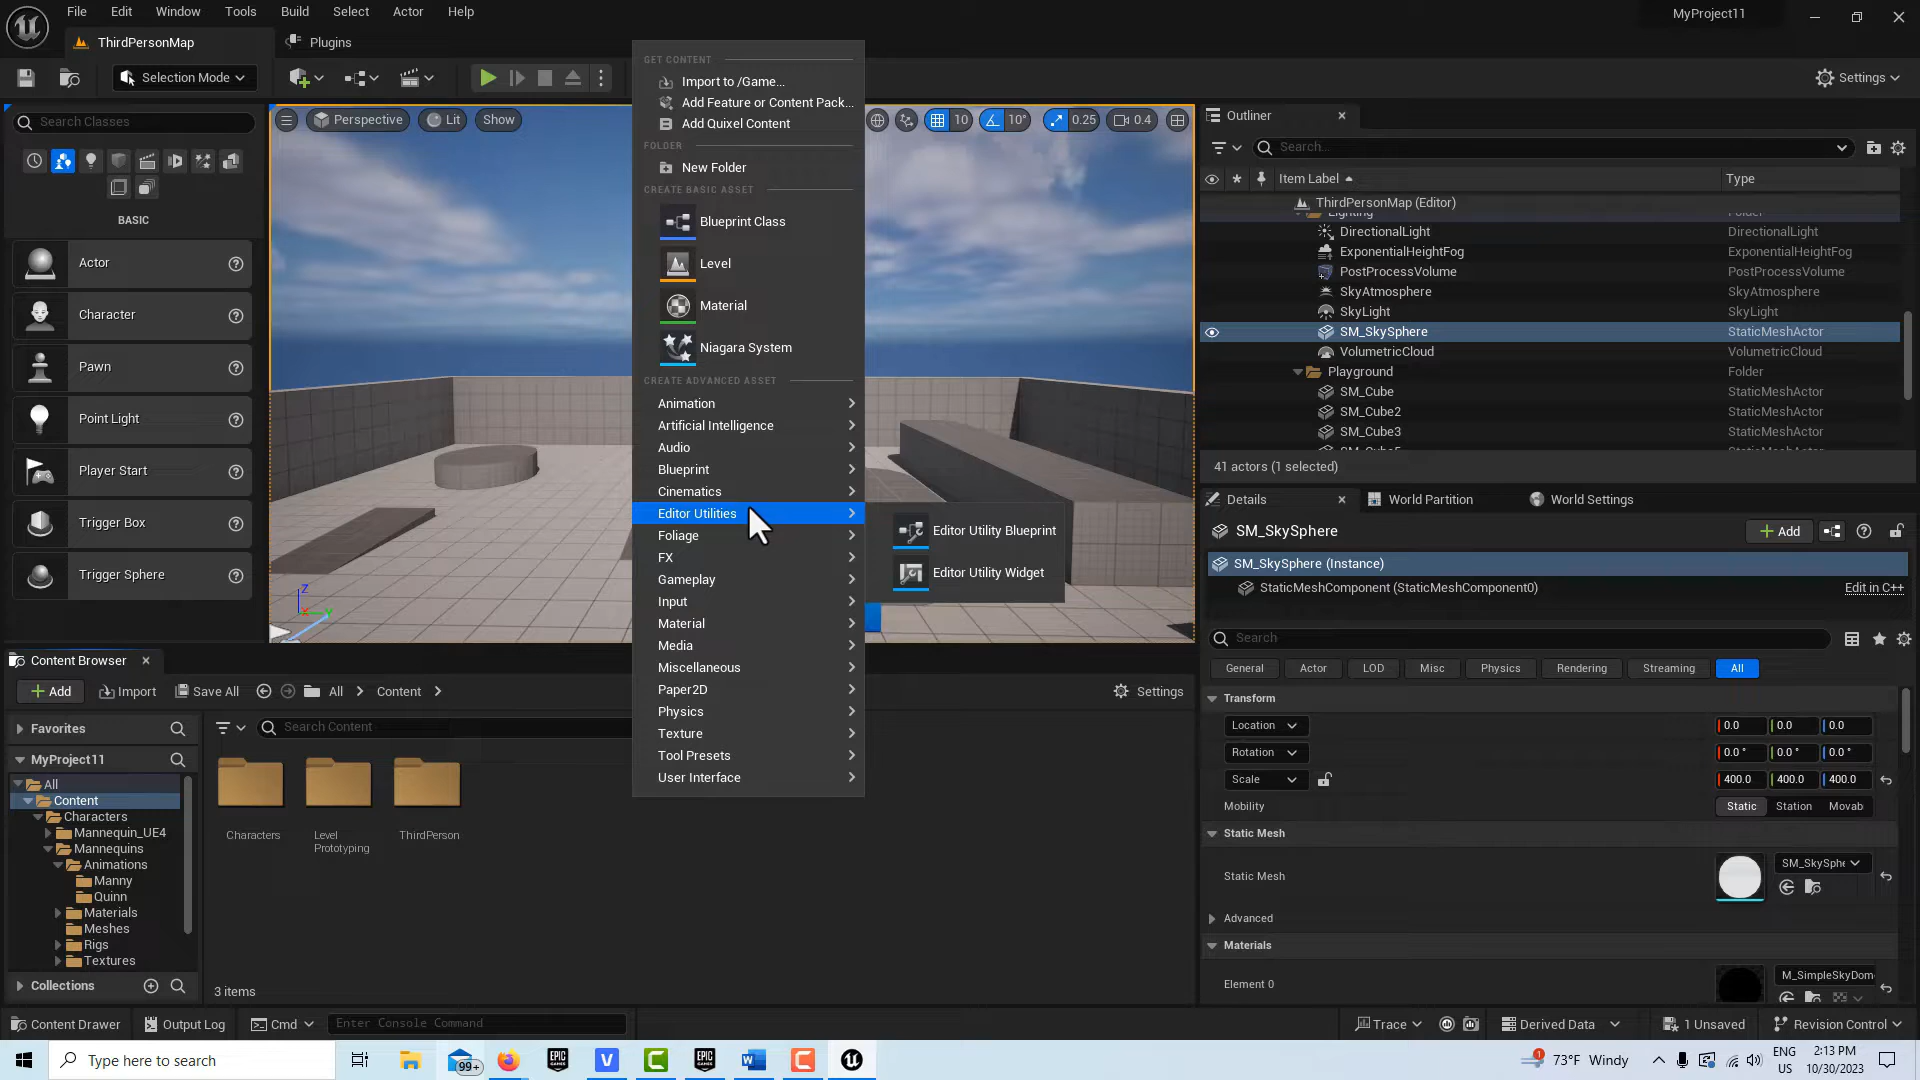 File Edit Window Tools Build Select Actor Help
MyProject11
ThirdPersonMap
Plugins
Selection Mode
Settings
Search Classes
BASIC
Actor
Character
Pawn
Point Light
Player Start
Trigger Box
Trigger Sphere
Perspective Lit Show
10 10° 0.25 0.4
X Y Z
GET CONTENT
Import to /Game...
Add Feature or Content Pack...
Add Quixel Content
FOLDER
New Folder
CREATE BASIC ASSET
Blueprint Class
Level
Material
Niagara System
CREATE ADVANCED ASSET
Animation
Artificial Intelligence
Audio
Blueprint
Cinematics
Editor Utilities
Foliage
FX
Gameplay
Input
Material
Media
Miscellaneous
Paper2D
Physics
Texture
Tool Presets
User Interface
Editor Utility Blueprint
Editor Utility Widget
Outliner
Search...
Item Label Type
ThirdPersonMap (Editor)
Lighting Folder
DirectionalLight DirectionalLight
ExponentialHeightFog ExponentialHeightFog
PostProcessVolume PostProcessVolume
SkyAtmosphere SkyAtmosphere
SkyLight SkyLight
SM_SkySphere StaticMeshActor
VolumetricCloud VolumetricCloud
Playground Folder
SM_Cube StaticMeshActor
SM_Cube2 StaticMeshActor
SM_Cube3 StaticMeshActor
41 actors (1 selected)
Details World Partition World Settings
SM_SkySphere
Add
SM_SkySphere (Instance)
StaticMeshComponent (StaticMeshComponent0) Edit in C++
Search
General Actor LOD Misc Physics Rendering Streaming All
Transform
Location 0.0 0.0 0.0
Rotation 0.0 ° 0.0 ° 0.0 °
Scale 400.0 400.0 400.0
Mobility Static Station Movab
Static Mesh
Static Mesh SM_SkySphe
Advanced
Materials
Element 0 M_SimpleSkyDom
Content Browser
Add Import Save All All Content Settings
Favorites
Search Content
MyProject11
All
Content
Characters
Mannequin_UE4
Mannequins
Animations
Manny
Quinn
Materials
Meshes
Rigs
Textures
Collections
Characters
Level
Prototyping
ThirdPerson
3 items
Content Drawer Output Log Cmd Enter Console Command Trace Derived Data 1 Unsaved Revision Control
Type here to search
99+
EPIC
GAMES
V
C
EPIC
GAMES
W
C
1
73°F Windy
ENG
US
2:13 PM
10/30/2023